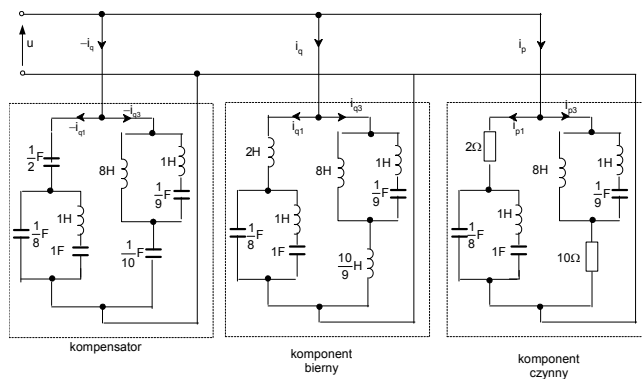 u
−i_q
i_q
i_p
−i_q1
−i_q3
1/2 F
8H
1H
1/9 F
1/8 F
1H
1F
1/10 F
kompensator
i_q1
i_q3
2H
8H
1H
1/9 F
1/8 F
1H
1F
10/9 H
komponent
bierny
i_p1
i_p3
2Ω
8H
1H
1/9 F
1/8 F
1H
1F
10Ω
komponent
czynny